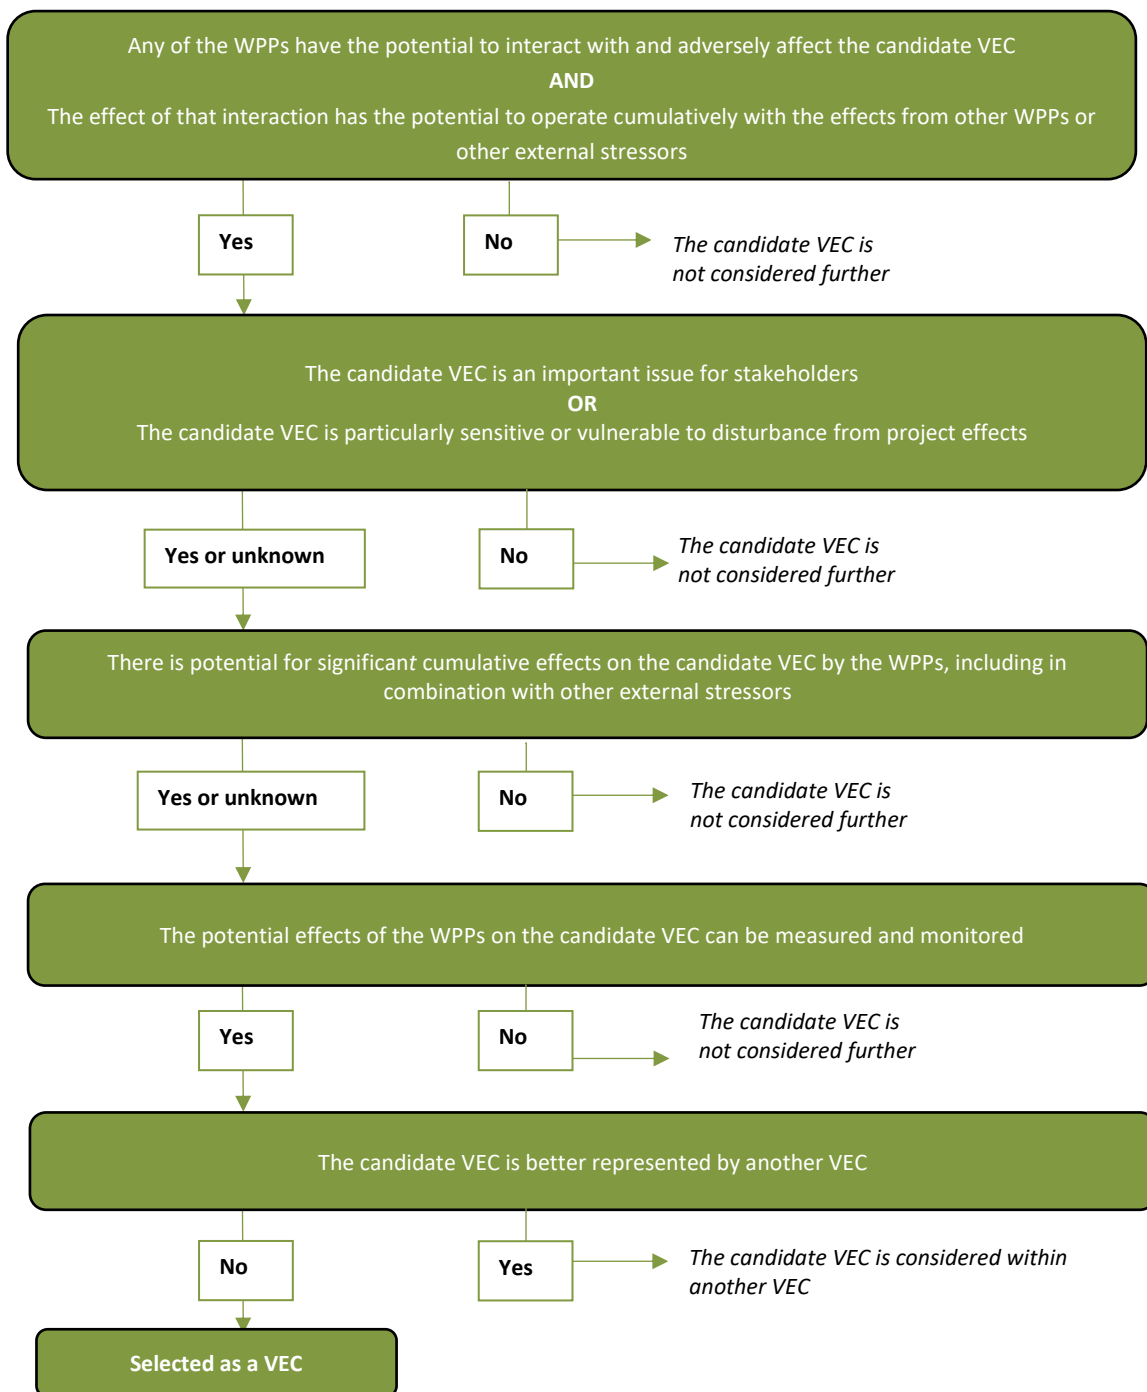 Any of the WPPs have the potential to interact with and adversely affect the candidate VEC
AND
The effect of that interaction has the potential to operate cumulatively with the effects from other WPPs or
other external stressors
Yes
No
The candidate VEC is
not considered further
The candidate VEC is an important issue for stakeholders
OR
The candidate VEC is particularly sensitive or vulnerable to disturbance from project effects
Yes or unknown
No
The candidate VEC is
not considered further
There is potential for significant cumulative effects on the candidate VEC by the WPPs, including in
combination with other external stressors
Yes or unknown
No
The candidate VEC is
not considered further
The potential effects of the WPPs on the candidate VEC can be measured and monitored
Yes
No
The candidate VEC is
not considered further
The candidate VEC is better represented by another VEC
No
Yes
The candidate VEC is considered within
another VEC
Selected as a VEC